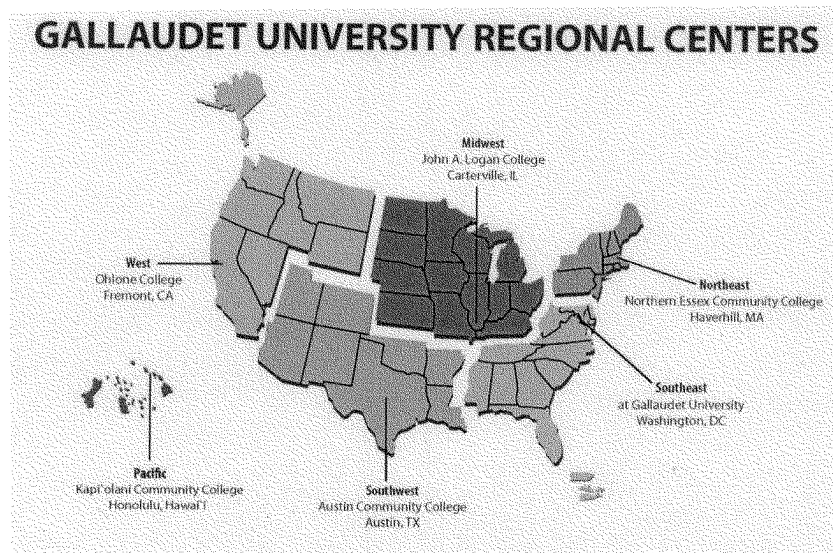 GALLAUDET UNIVERSITY REGIONAL CENTERS
Midwest
John A. Logan College
Carterville, IL
West
Ohlone College
Fremont, CA
Northeast
Northern Essex Community College
Haverhill, MA
Southeast
at Gallaudet University
Washington, DC
Pacific
Kapi`olani Community College
Honolulu, Hawai`i
Southwest
Austin Community College
Austin, TX